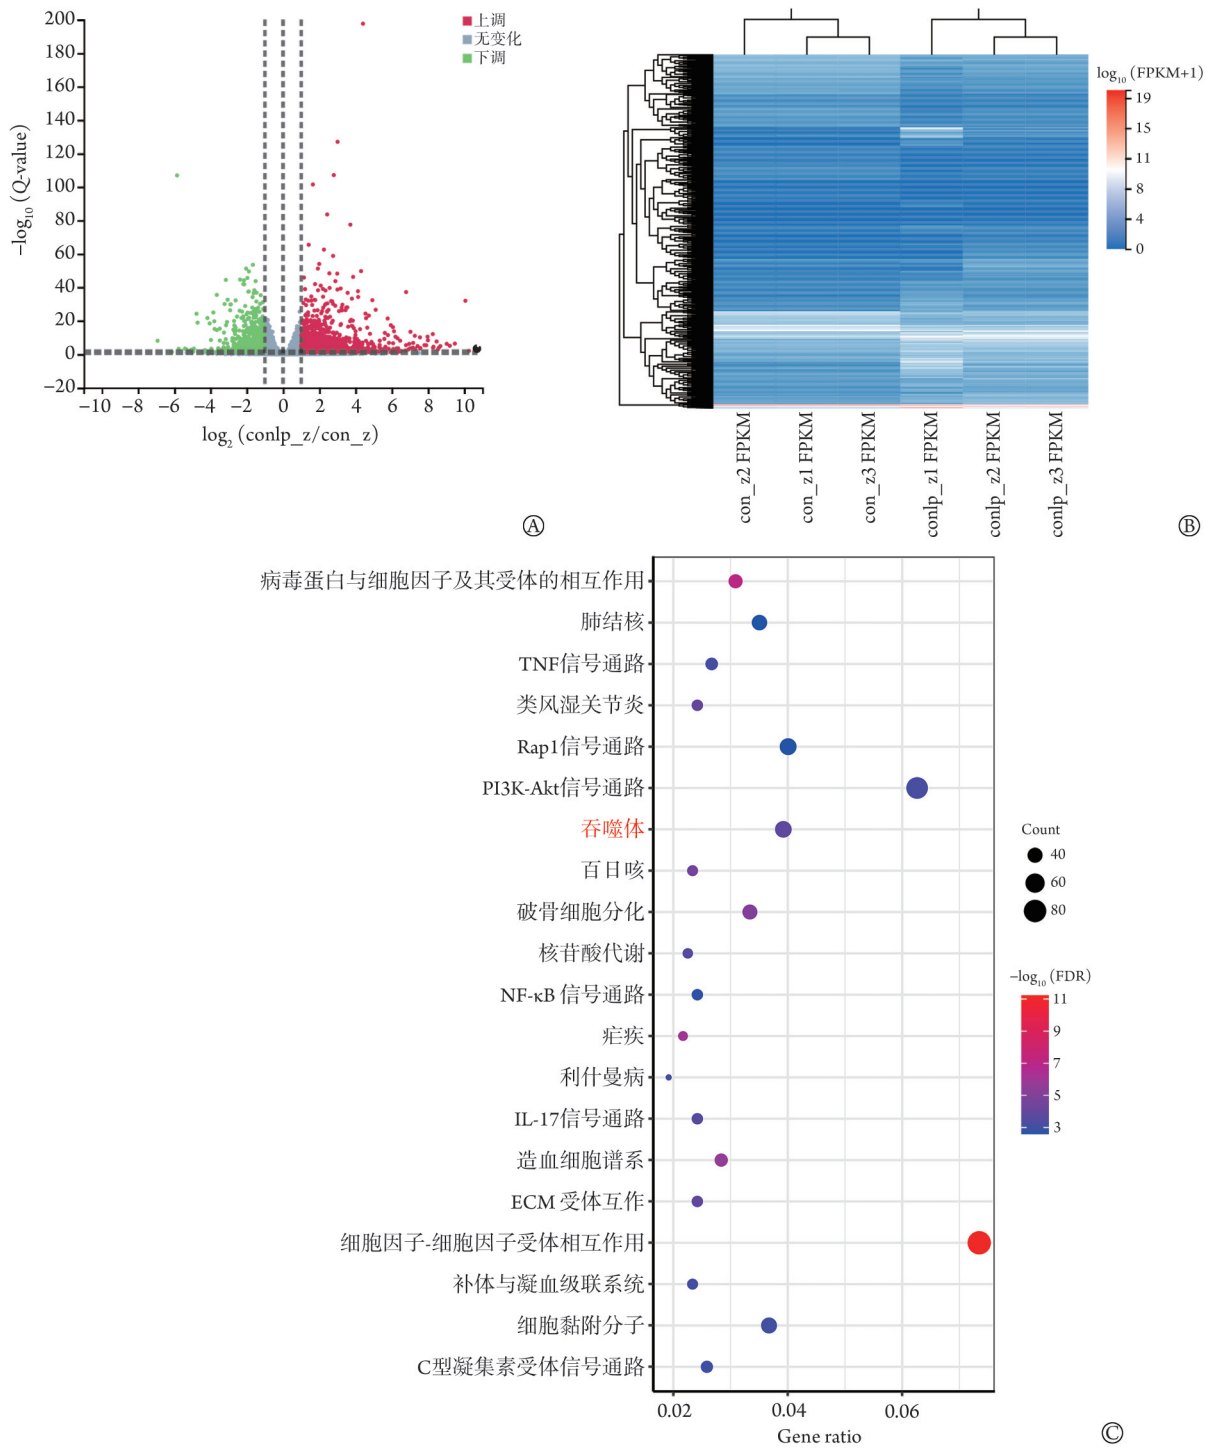 200
180
160
140
120
100
80
60
40
20
0
−20
−log10 (Q-value)
上调
无变化
下调
−10 −8 −6 −4 −2 0 2 4 6 8 10
log2 (conlp_z/con_z)
Ⓐ
log10 (FPKM+1)
19
15
11
8
4
0
con_z2 FPKM
con_z1 FPKM
con_z3 FPKM
conlp_z1 FPKM
conlp_z2 FPKM
conlp_z3 FPKM
Ⓑ
病毒蛋白与细胞因子及其受体的相互作用
肺结核
TNF信号通路
类风湿关节炎
Rap1信号通路
PI3K-Akt信号通路
吞噬体
百日咳
破骨细胞分化
核苷酸代谢
NF-κB 信号通路
疟疾
利什曼病
IL-17信号通路
造血细胞谱系
ECM 受体互作
细胞因子-细胞因子受体相互作用
补体与凝血级联系统
细胞黏附分子
C型凝集素受体信号通路
0.02 0.04 0.06
Gene ratio
Count
40
60
80
−log10 (FDR)
11
9
7
5
3
Ⓒ